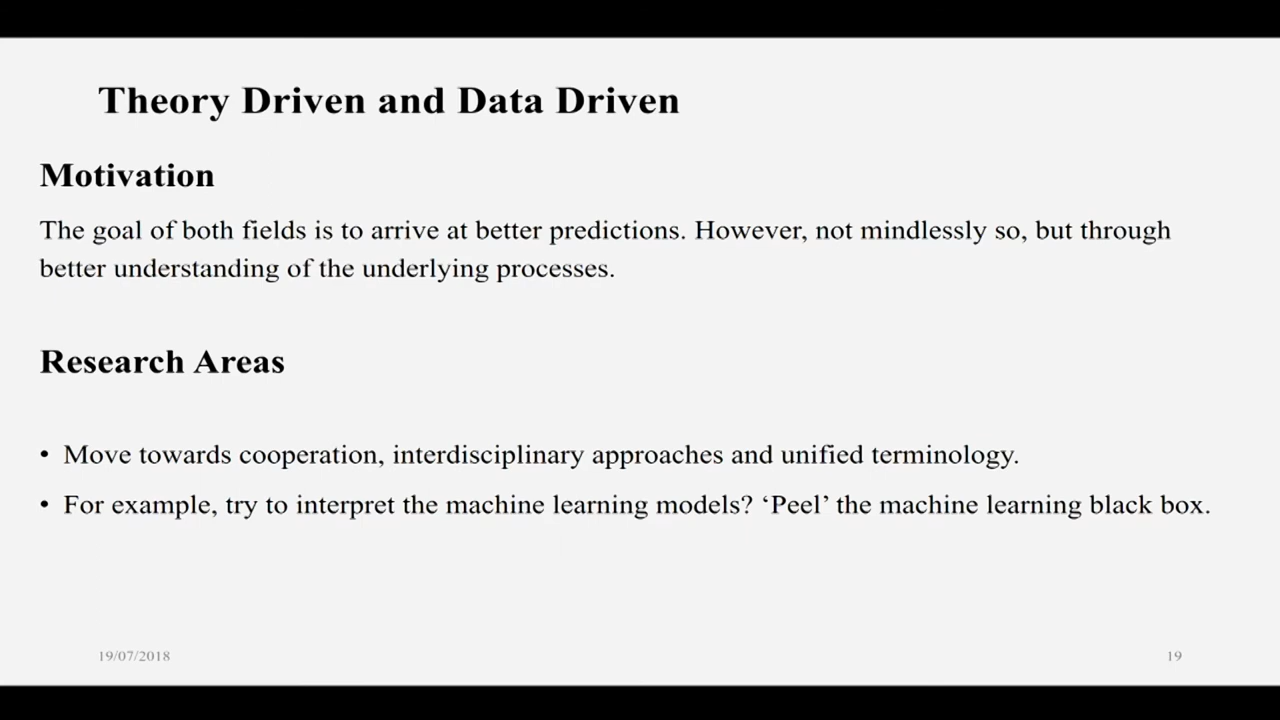 Theory Driven and Data Driven
Motivation
The goal of both fields is to arrive at better predictions. However, not mindlessly so, but through
better understanding of the underlying processes.
Research Areas
• Move towards cooperation, interdisciplinary approaches and unified terminology.
• For example, try to interpret the machine learning models? ‘Peel’ the machine learning black box.
19/07/2018
19